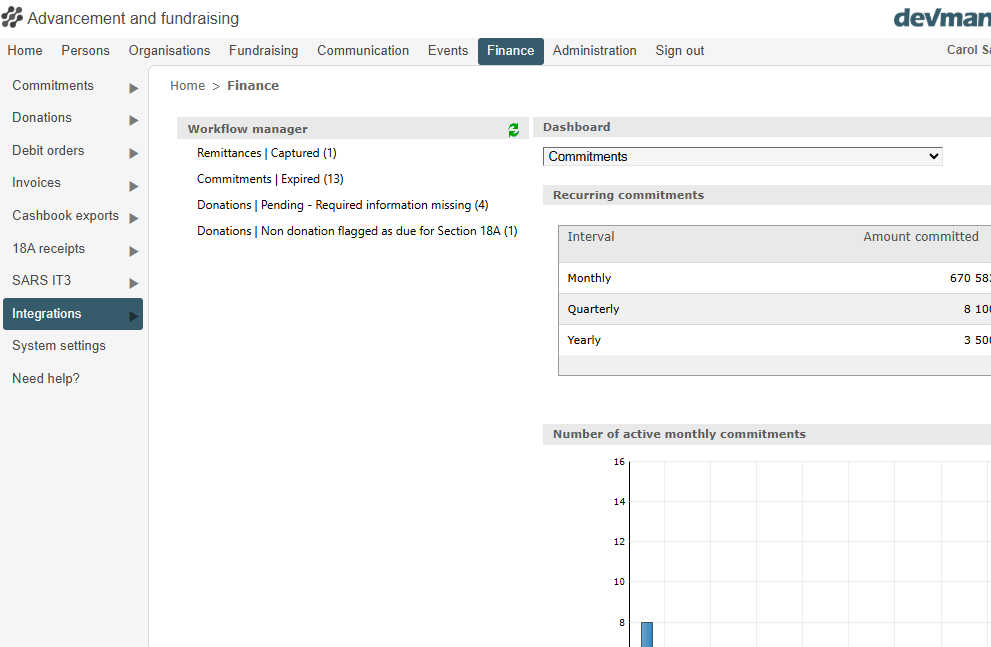 Advancement and fundraising
devman
Home Persons Organisations Fundraising Communication Events Finance Administration Sign out Carol
Commitments
Donations
Debit orders
Invoices
Cashbook exports
18A receipts
SARS IT3
Integrations
System settings
Need help?
Home > Finance
Workflow manager
Remittances | Captured (1)
Commitments | Expired (13)
Donations | Pending - Required information missing (4)
Donations | Non donation flagged as due for Section 18A (1)
Dashboard
Commitments
Recurring commitments
Interval Amount committed
Monthly 670 58
Quarterly 8 10
Yearly 3 50
Number of active monthly commitments
16
14
12
10
8